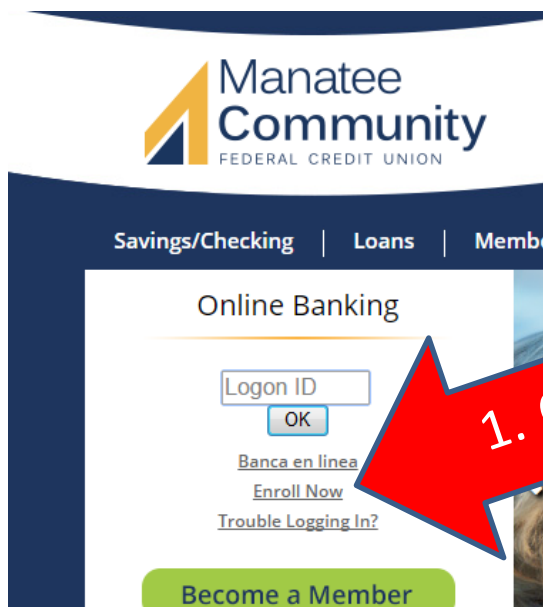 Manatee
Community
FEDERAL CREDIT UNION
Savings/Checking | Loans |
Online Banking
Logon ID
OK
Banca en linea
Enroll Now
Trouble Logging In?
1.
Become a Member